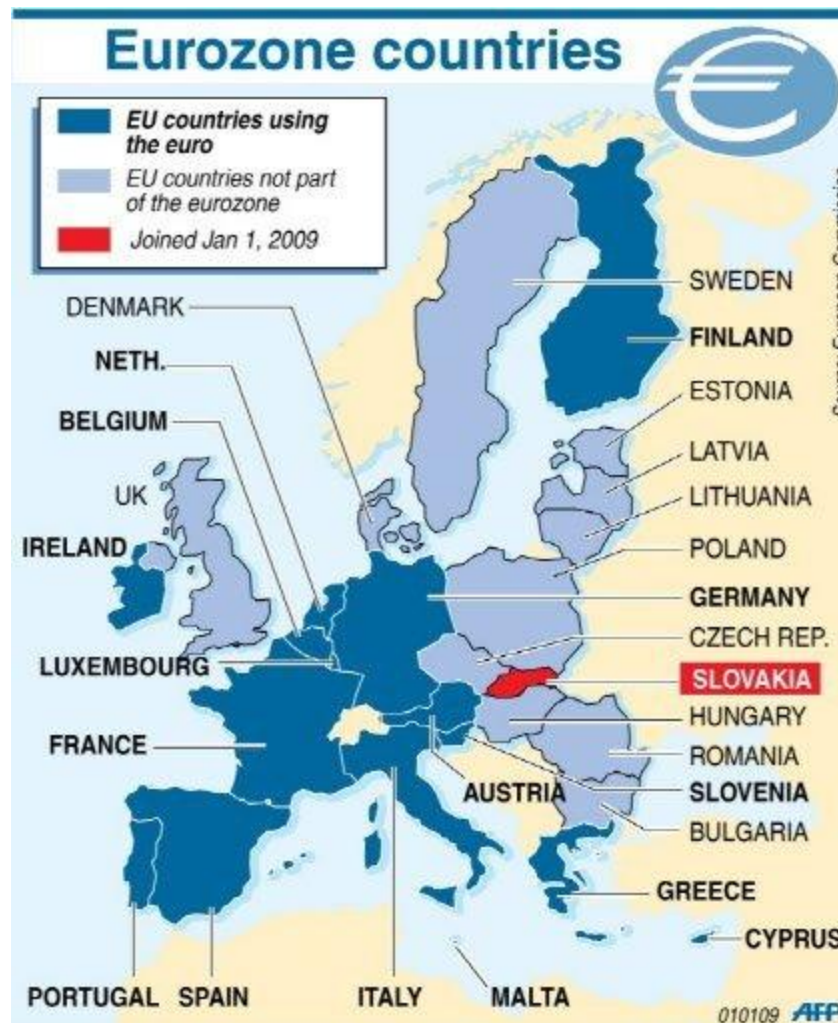 Eurozone countries
€
EU countries using
the euro
EU countries not part
of the eurozone
Joined Jan 1, 2009
DENMARK
NETH.
BELGIUM
UK
IRELAND
LUXEMBOURG
FRANCE
SWEDEN
FINLAND
ESTONIA
LATVIA
LITHUANIA
POLAND
GERMANY
CZECH REP.
SLOVAKIA
HUNGARY
ROMANIA
AUSTRIA
SLOVENIA
BULGARIA
GREECE
CYPRUS
PORTUGAL
SPAIN
ITALY
MALTA
010109 AFP